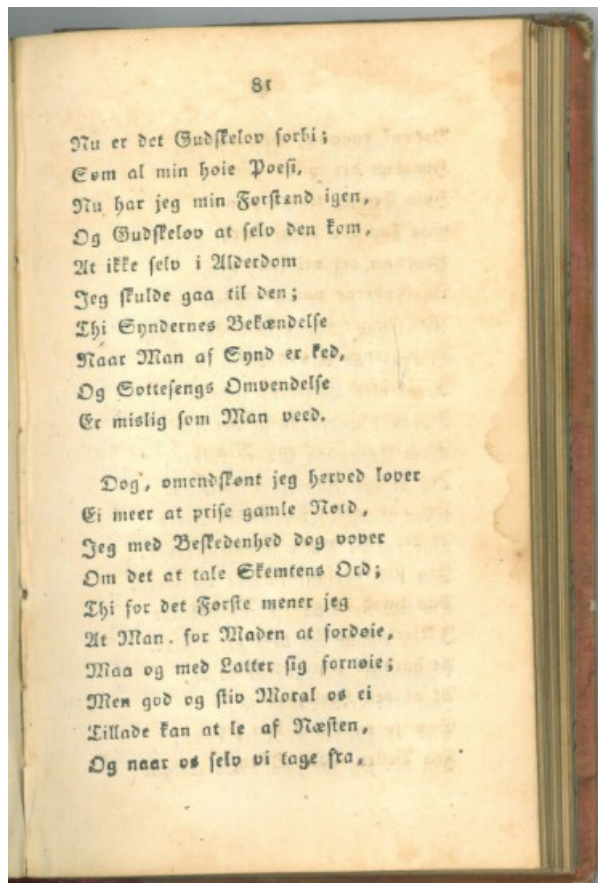 81
Nu er det Gudskelov forbi;
Som al min høie Poesi,
Nu har jeg min Forstand igen,
Og Gudskelov at selv den kom,
At ikke selv i Alderdom
Jeg skulde gaa til den;
Thi Syndernes Bekændelse
Naar Man af Synd er ked,
Og Sottesengs Omvendelse
Er mislig som Man veed.
Dog, omendskønt jeg herved lover
Ei meer at prise gamle Nord,
Jeg med Beskedenhed dog vover
Om det at tale Skemtens Ord;
Thi for det Første mener jeg
At Man. for Maden at fordøie,
Maa og med Latter sig fornøie;
Men god og stiv Moral os ei
Tillade kan at le af Næsten,
Og naar os selv vi tage fra,